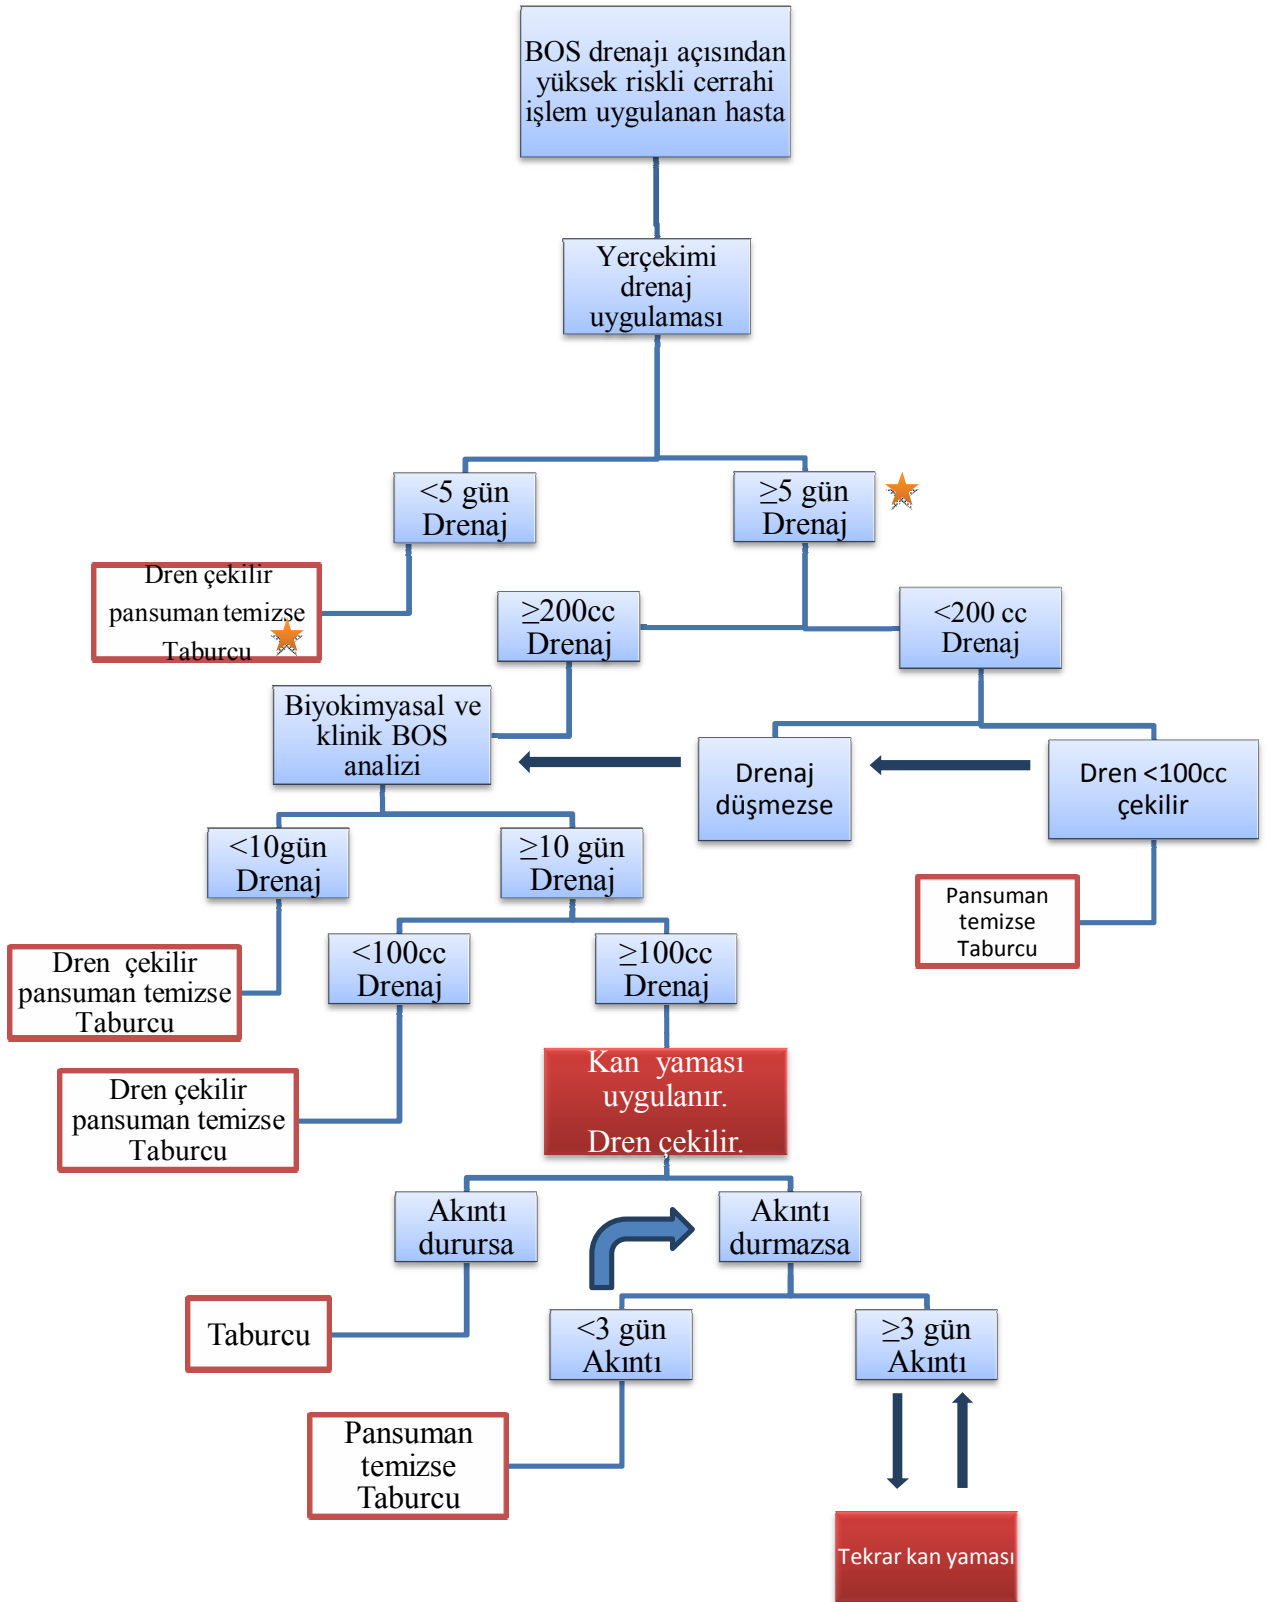 BOS drenajı açısından
yüksek riskli cerrahi
işlem uygulanan hasta
Yerçekimi
drenaj
uygulaması
<5 gün
Drenaj
≥5 gün
Drenaj
Dren çekilir
pansuman temizse
Taburcu
≥200cc
Drenaj
<200 cc
Drenaj
Biyokimyasal ve
klinik BOS
analizi
Drenaj
düşmezse
Dren <100cc
çekilir
<10gün
Drenaj
≥10 gün
Drenaj
Pansuman
temizse
Taburcu
<100cc
Drenaj
≥100cc
Drenaj
Dren çekilir
pansuman temizse
Taburcu
Dren çekilir
pansuman temizse
Taburcu
Kan yaması
uygulanır.
Dren çekilir.
Akıntı
durursa
Akıntı
durmazsa
Taburcu
<3 gün
Akıntı
≥3 gün
Akıntı
Pansuman
temizse
Taburcu
Tekrar kan yaması